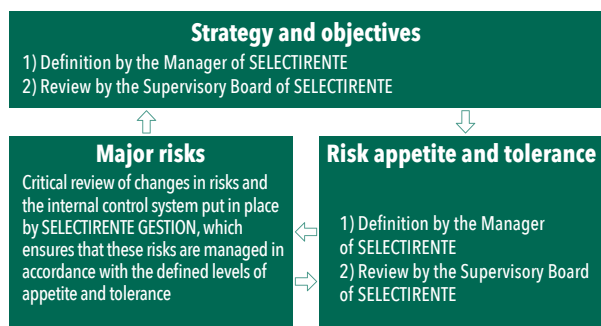 Strategy and objectives
1) Definition by the Manager of SELECTIRENTE
2) Review by the Supervisory Board of SELECTIRENTE
Major risks
Critical review of changes in risks and
the internal control system put in place
by SELECTIRENTE GESTION, which
ensures that these risks are managed in
accordance with the defined levels of
appetite and tolerance
Risk appetite and tolerance
1) Definition by the Manager
of SELECTIRENTE
2) Review by the Supervisory Board
of SELECTIRENTE